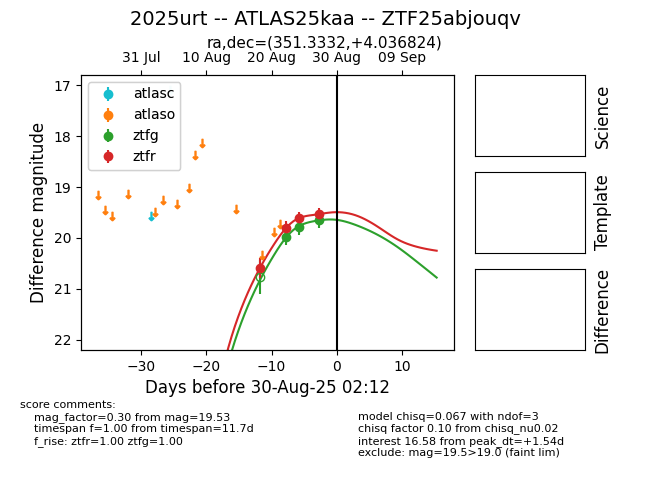 2025urt -- ATLAS25kaa -- ZTF25abjouqv
ra,dec=(351.3332,+4.036824)
31 Jul 10 Aug 20 Aug 30 Aug 09 Sep
atlasc
atlaso
ztfg
ztfr
17
18
19
20
21
22
Difference magnitude
−30 −20 −10 0 10
Days before 30-Aug-25 02:12
Science
Template
Difference
score comments:
mag_factor=0.30 from mag=19.53
timespan f=1.00 from timespan=11.7d
f_rise: ztfr=1.00 ztfg=1.00
model chisq=0.067 with ndof=3
chisq factor 0.10 from chisq_nu0.02
interest 16.58 from peak_dt=+1.54d
exclude: mag=19.5>19.0 (faint lim)